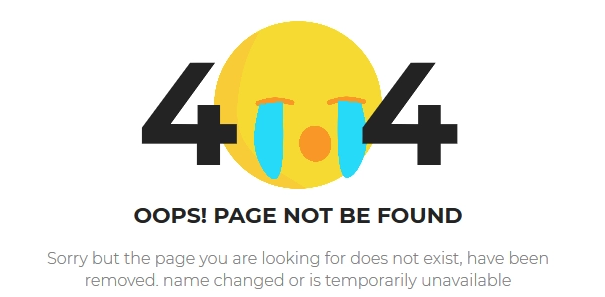 4 4
OOPS! PAGE NOT BE FOUND
Sorry but the page you are looking for does not exist, have been
removed. name changed or is temporarily unavailable